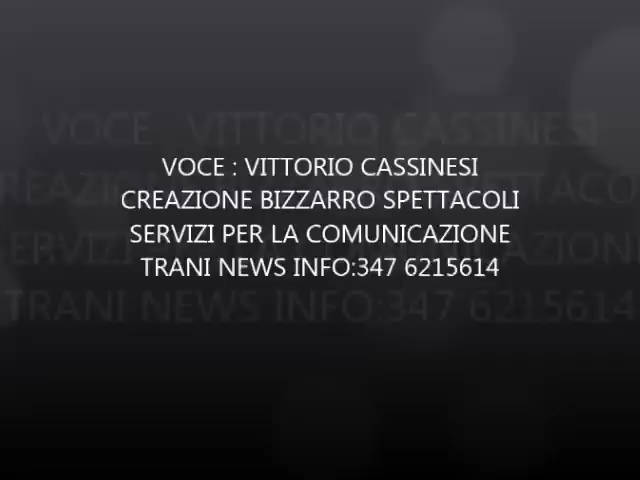 VOCE : VITTORIO CASSINESI
CREAZIONE BIZZARRO SPETTACOLI
SERVIZI PER LA COMUNICAZIONE
TRANI NEWS INFO:347 6215614